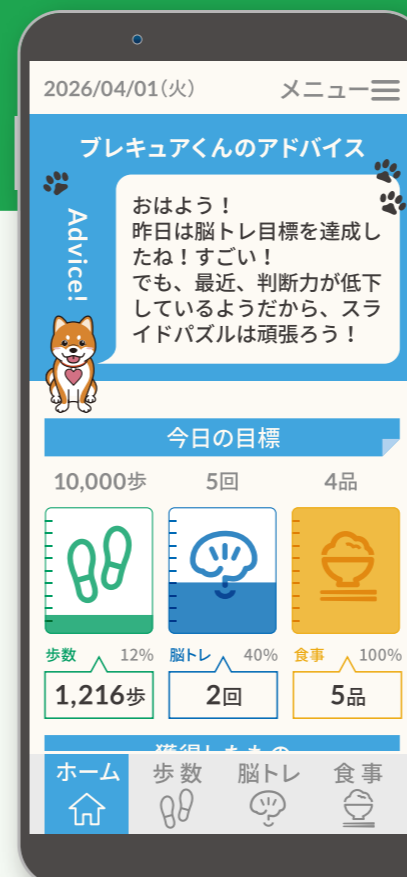 2026/04/01(火)
メニュー
ブレキュアくんのアドバイス
Advice!
おはよう！
昨日は脳トレ目標を達成し
たね！すごい！
でも、最近、判断力が低下
しているようだから、スラ
イドパズルは頑張ろう！
今日の目標
10,000歩
5回
4品
歩数 12%
脳トレ 40%
食事 100%
1,216歩
2回
5品
獲得したもの
ホーム
歩数
脳トレ
食事